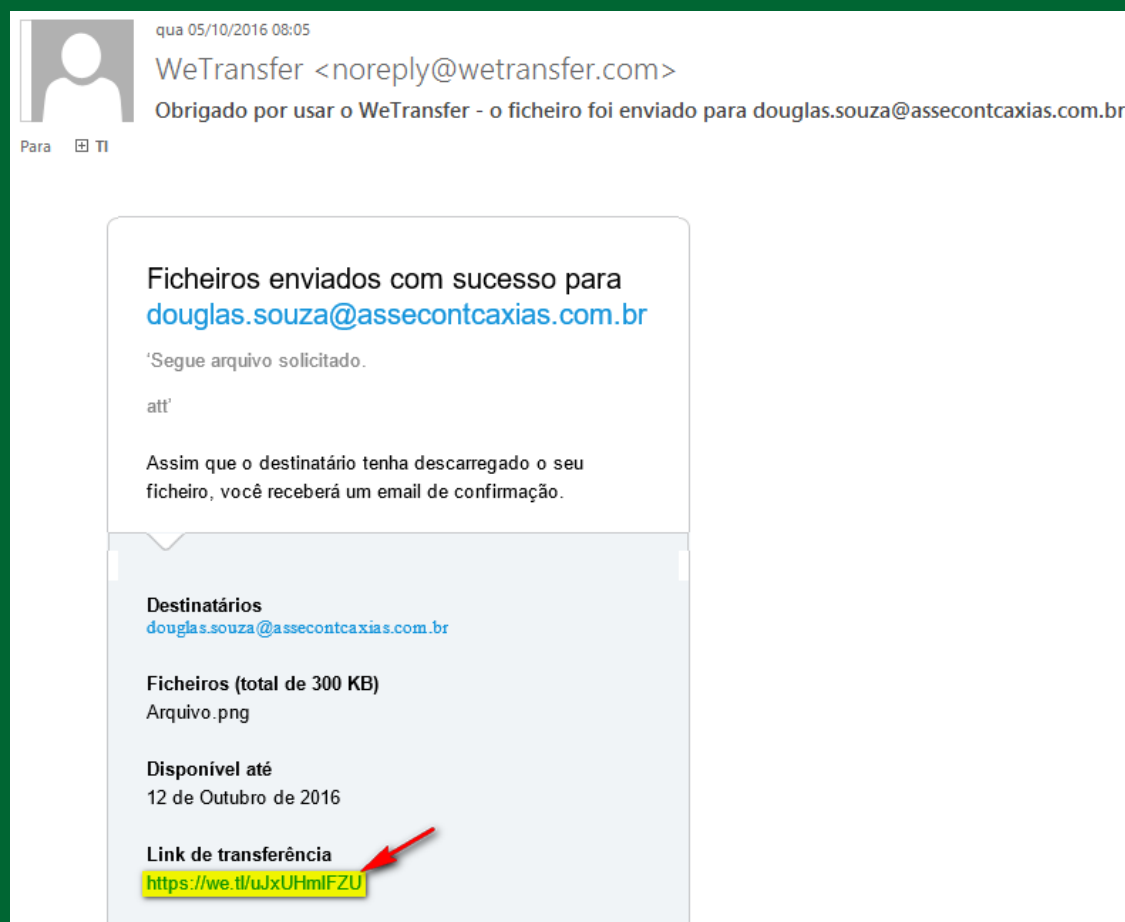 qua 05/10/2016 08:05
WeTransfer <noreply@wetransfer.com>
Obrigado por usar o WeTransfer - o ficheiro foi enviado para douglas.souza@assecontcaxias.com.br
Para TI
Ficheiros enviados com sucesso para
douglas.souza@assecontcaxias.com.br
‘Segue arquivo solicitado.
att’
Assim que o destinatário tenha descarregado o seu
ficheiro, você receberá um email de confirmação.
Destinatários
douglas.souza@assecontcaxias.com.br
Ficheiros (total de 300 KB)
Arquivo.png
Disponível até
12 de Outubro de 2016
Link de transferência
https://we.tl/uJxUHmIFZU